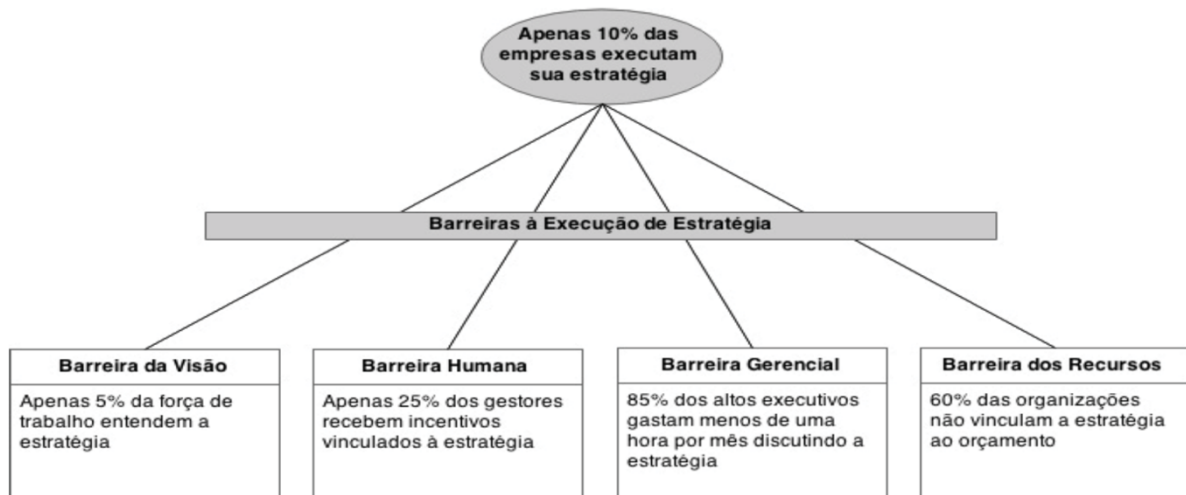 Apenas 10% das
empresas executam
sua estratégia
Barreiras à Execução de Estratégia
Barreira da Visão
Apenas 5% da força de
trabalho entendem a
estratégia
Barreira Humana
Apenas 25% dos gestores
recebem incentivos
vinculados à estratégia
Barreira Gerencial
85% dos altos executivos
gastam menos de uma
hora por mês discutindo a
estratégia
Barreira dos Recursos
60% das organizações
não vinculam a estratégia
ao orçamento